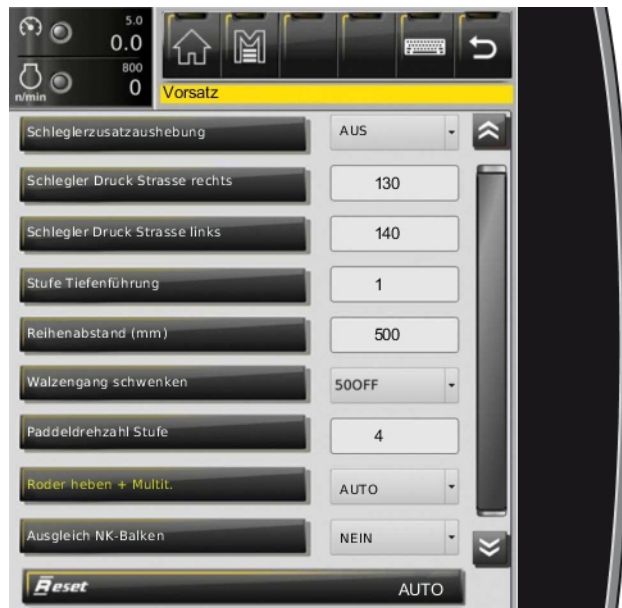 5.0
0.0
800
n/min 0
Vorsatz
Schleglerzusatzaushebung AUS
Schlegler Druck Strasse rechts 130
Schlegler Druck Strasse links 140
Stufe Tiefenführung 1
Reihenabstand (mm) 500
Walzengang schwenken 50OFF
Paddeldrehzahl Stufe 4
Roder heben + Multit. AUTO
Ausgleich NK-Balken NEIN
Reset AUTO